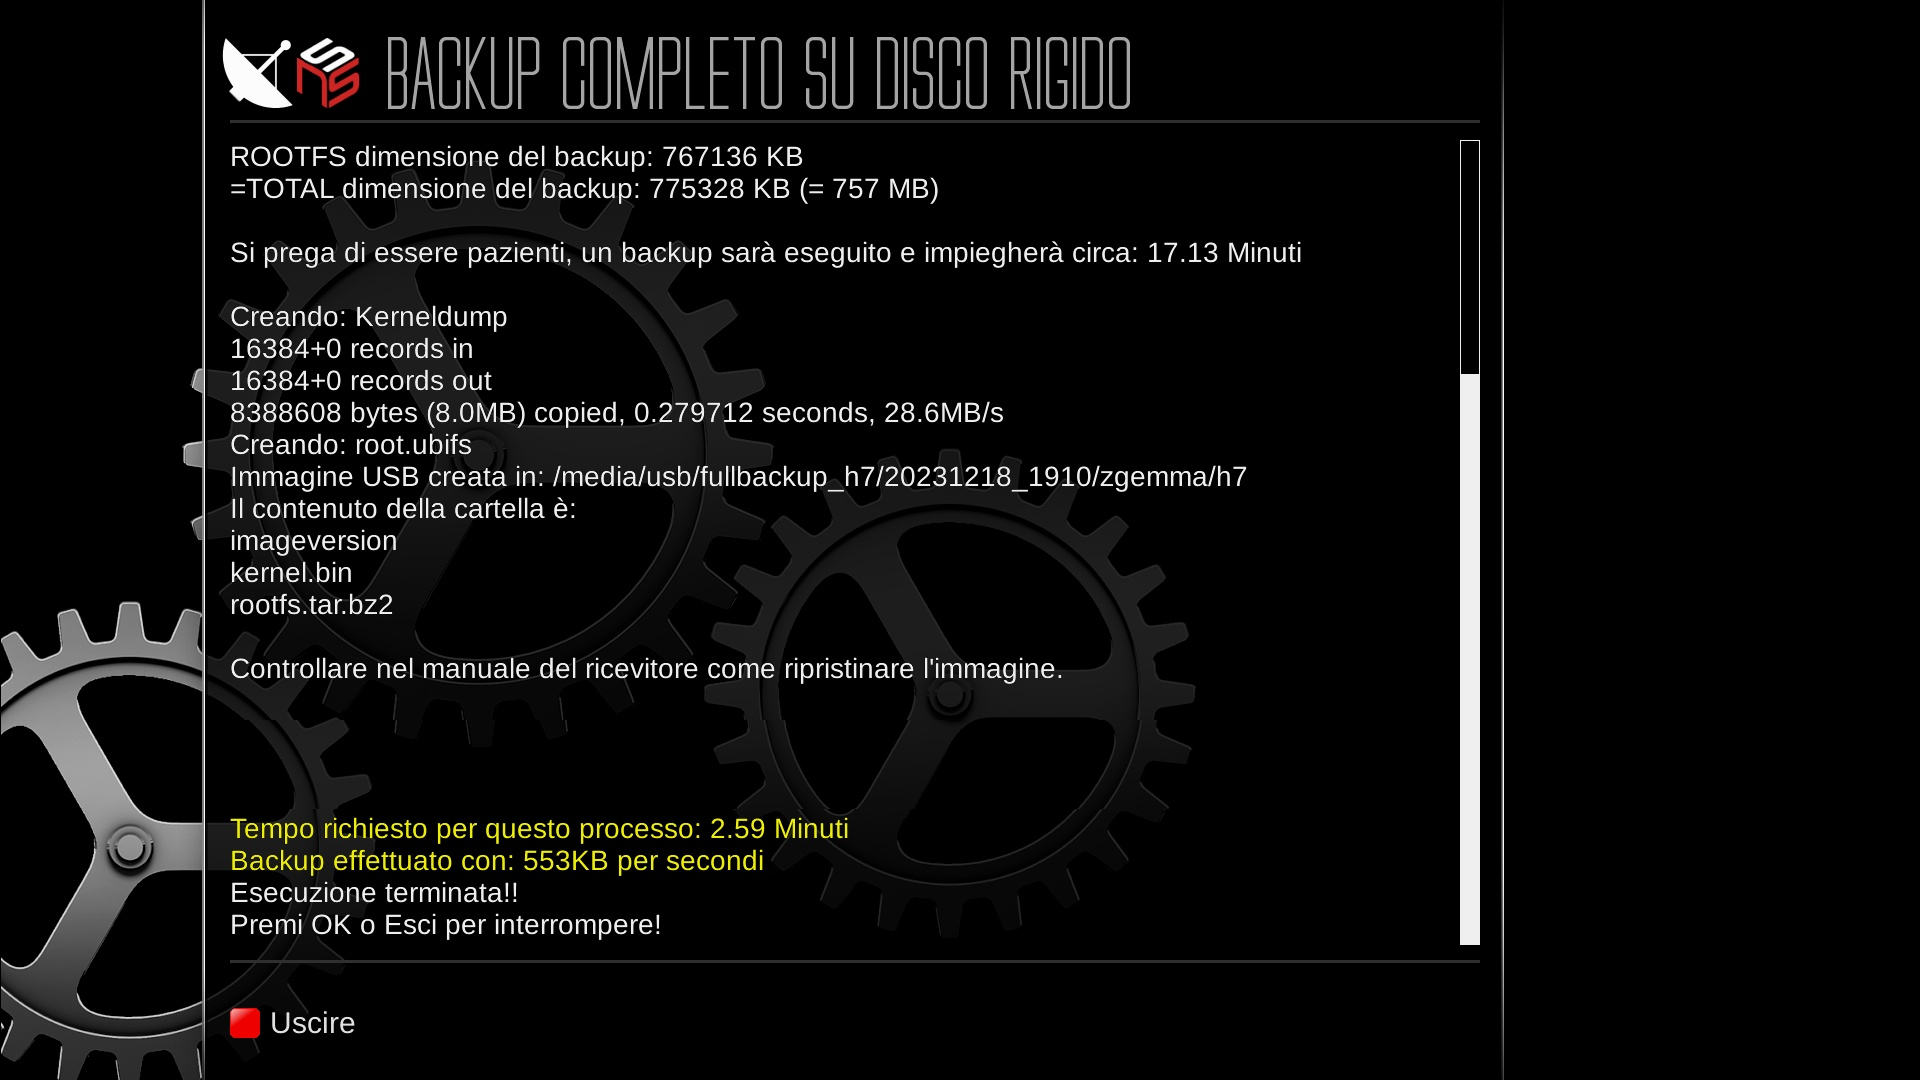 BACKUP COMPLETO SU DISCO RIGIDO
ROOTFS dimensione del backup: 767136 KB
=TOTAL dimensione del backup: 775328 KB (= 757 MB)
Si prega di essere pazienti, un backup sarà eseguito e impiegherà circa: 17.13 Minuti
Creando: Kerneldump
16384+0 records in
16384+0 records out
8388608 bytes (8.0MB) copied, 0.279712 seconds, 28.6MB/s
Creando: root.ubifs
Immagine USB creata in: /media/usb/fullbackup_h7/20231218_1910/zgemma/h7
Il contenuto della cartella è:
imageversion
kernel.bin
rootfs.tar.bz2
Controllare nel manuale del ricevitore come ripristinare l'immagine.
Tempo richiesto per questo processo: 2.59 Minuti
Backup effettuato con: 553KB per secondi
Esecuzione terminata!!
Premi OK o Esci per interrompere!
Uscire